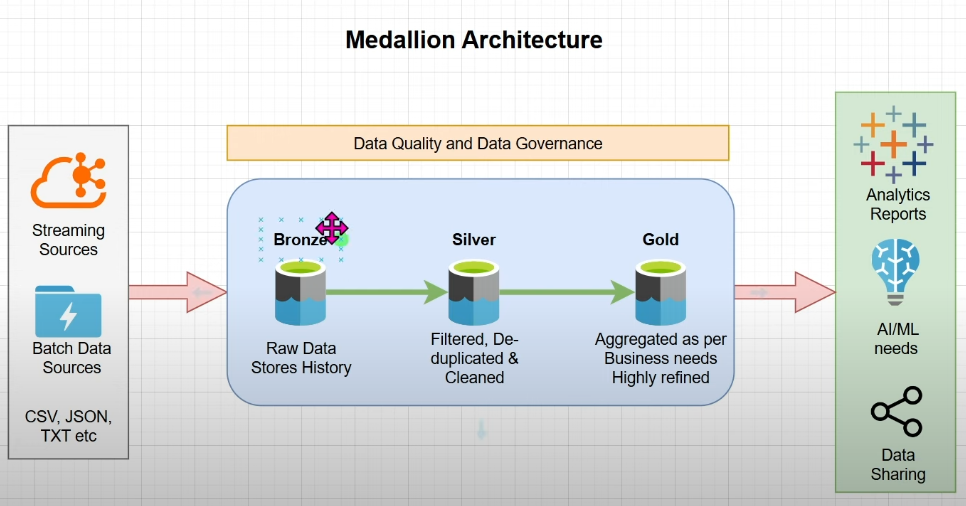 Medallion Architecture
Streaming
Sources
Batch Data
Sources
CSV, JSON,
TXT etc
Data Quality and Data Governance
Bronze
Raw Data
Stores History
Silver
Filtered, De-
duplicated &
Cleaned
Gold
Aggregated as per
Business needs
Highly refined
Analytics
Reports
AI/ML
needs
Data
Sharing